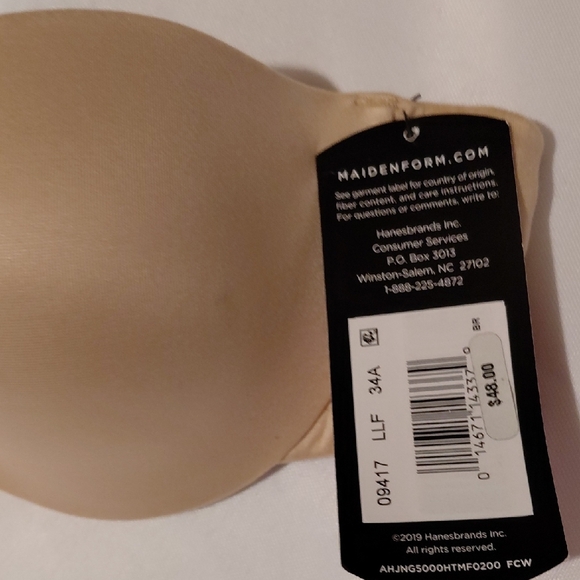 MAIDENFORM.COM
See garment label for country of origin,
fiber content, and care instructions.
For questions or comments, write to:
Hanesbrands Inc.
Consumer Services
P.O. Box 3013
Winston-Salem, NC 27102
1-888-225-4872
09417 LLF 34A
0 14671 14337 0
BR
$48.00
©2019 Hanesbrands Inc.
All rights reserved.
AHJNG5000HTMF0200 FCW